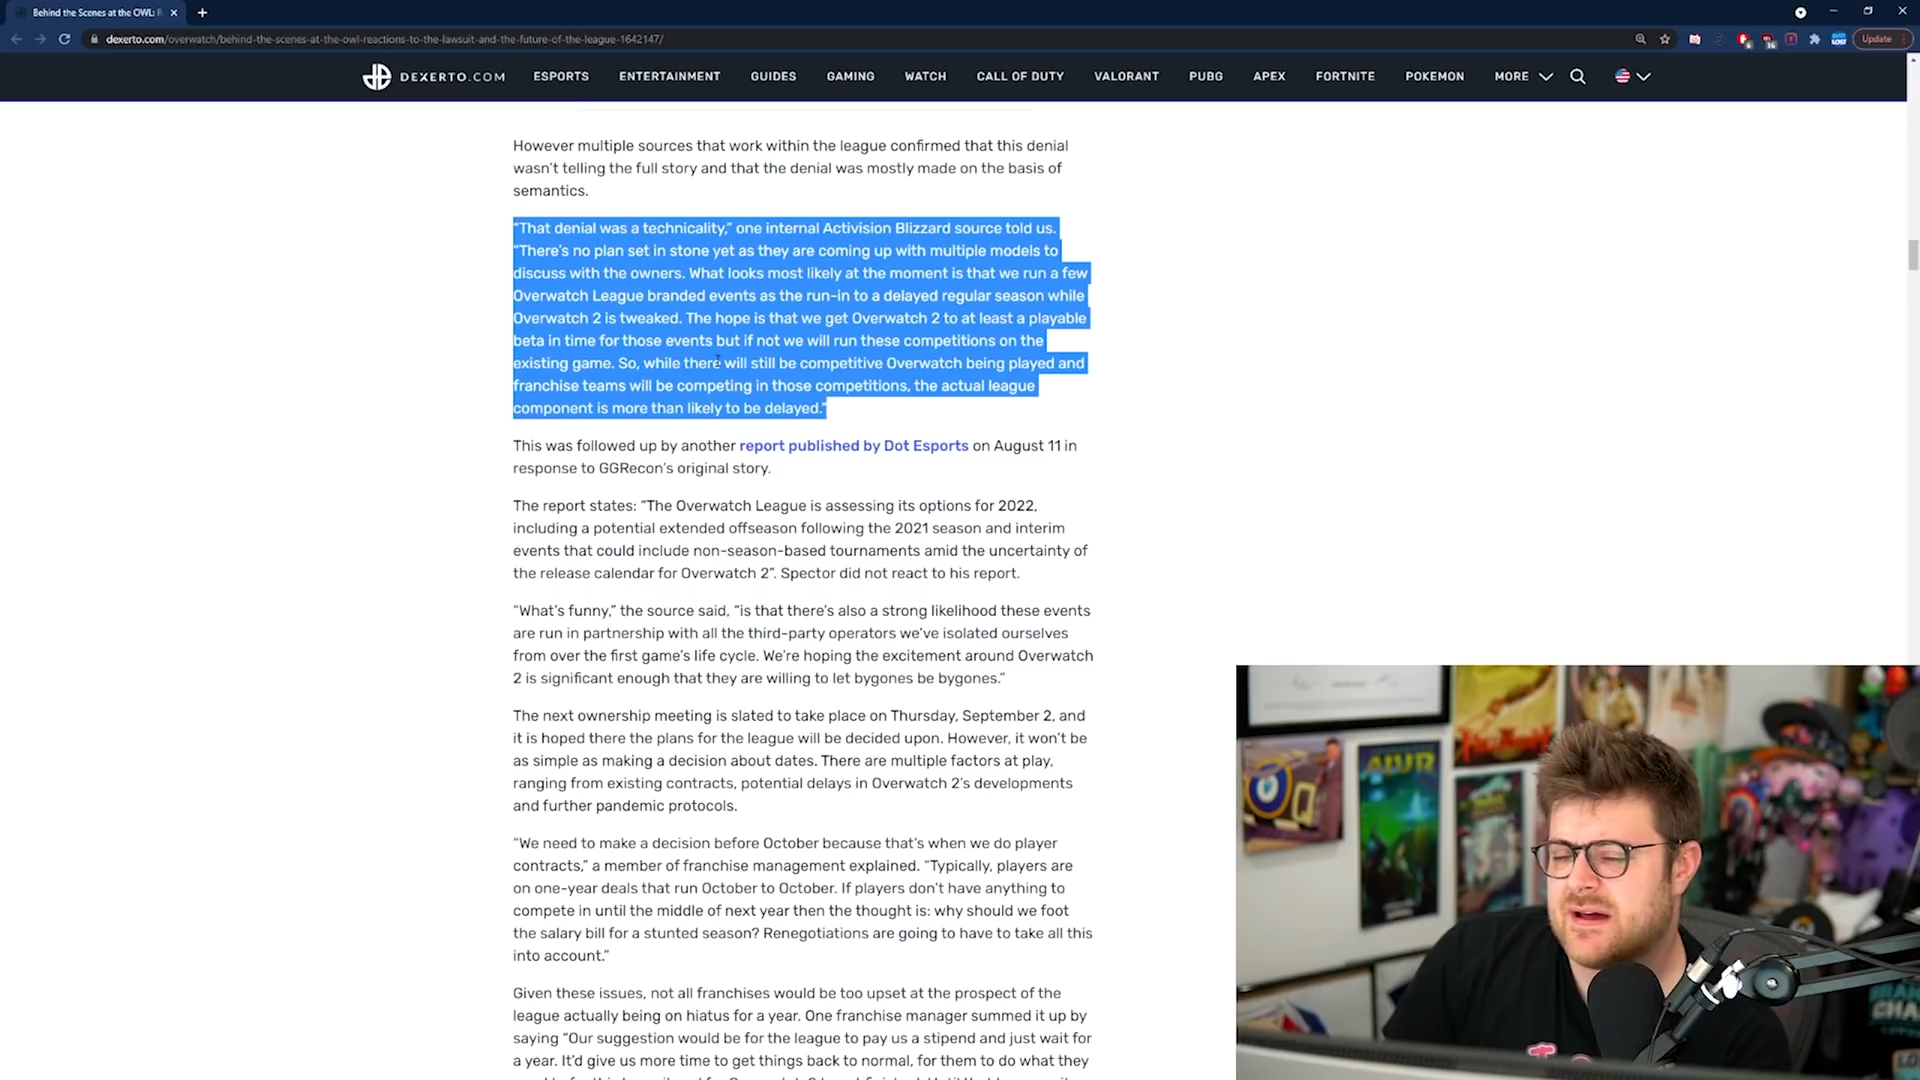 Behind the Scenes at the OWL: R
dexerto.com/overwatch/behind-the-scenes-at-the-owl-reactions-to-the-lawsuit-and-the-future-of-the-league-1642147/
Update
DEXERTO.COM
ESPORTS
ENTERTAINMENT
GUIDES
GAMING
WATCH
CALL OF DUTY
VALORANT
PUBG
APEX
FORTNITE
POKEMON
MORE
However multiple sources that work within the league confirmed that this denial
wasn’t telling the full story and that the denial was mostly made on the basis of
semantics.
“That denial was a technicality,” one internal Activision Blizzard source told us.
“There’s no plan set in stone yet as they are coming up with multiple models to
discuss with the owners. What looks most likely at the moment is that we run a few
Overwatch League branded events as the run-in to a delayed regular season while
Overwatch 2 is tweaked. The hope is that we get Overwatch 2 to at least a playable
beta in time for those events but if not we will run these competitions on the
existing game. So, while there will still be competitive Overwatch being played and
franchise teams will be competing in those competitions, the actual league
component is more than likely to be delayed.”
This was followed up by another report published by Dot Esports on August 11 in
response to GGRecon’s original story.
The report states: “The Overwatch League is assessing its options for 2022,
including a potential extended offseason following the 2021 season and interim
events that could include non-season-based tournaments amid the uncertainty of
the release calendar for Overwatch 2”. Spector did not react to his report.
“What’s funny,” the source said, “is that there’s also a strong likelihood these events
are run in partnership with all the third-party operators we’ve isolated ourselves
from over the first game’s life cycle. We’re hoping the excitement around Overwatch
2 is significant enough that they are willing to let bygones be bygones.”
The next ownership meeting is slated to take place on Thursday, September 2, and
it is hoped there the plans for the league will be decided upon. However, it won’t be
as simple as making a decision about dates. There are multiple factors at play,
ranging from existing contracts, potential delays in Overwatch 2’s developments
and further pandemic protocols.
“We need to make a decision before October because that’s when we do player
contracts,” a member of franchise management explained. “Typically, players are
on one-year deals that run October to October. If players don’t have anything to
compete in until the middle of next year then the thought is: why should we foot
the salary bill for a stunted season? Renegotiations are going to have to take all this
into account.”
Given these issues, not all franchises would be too upset at the prospect of the
league actually being on hiatus for a year. One franchise manager summed it up by
saying “Our suggestion would be for the league to pay us a stipend and just wait for
a year. It’d give us more time to get things back to normal, for them to do what they